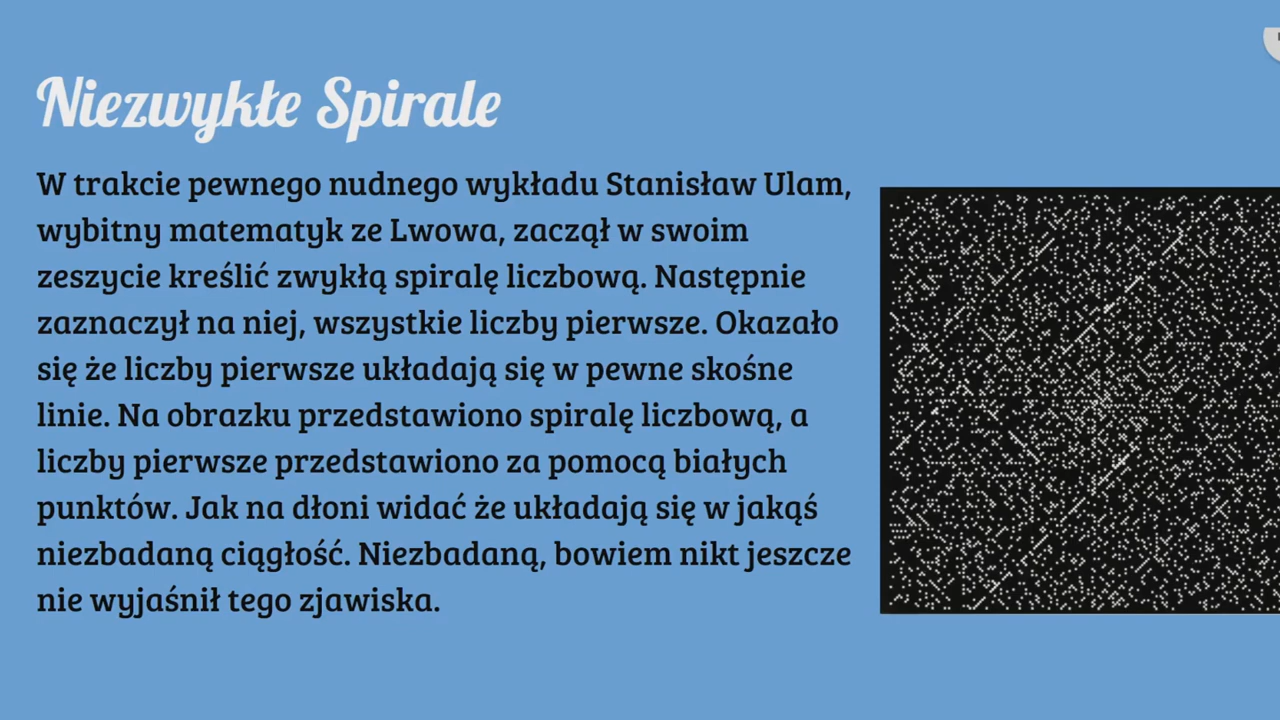 Niezwykłe Spirale
W trakcie pewnego nudnego wykładu Stanisław Ulam,
wybitny matematyk ze Lwowa, zaczął w swoim
zeszycie kreślić zwykłą spiralę liczbową. Następnie
zaznaczył na niej, wszystkie liczby pierwsze. Okazało
się że liczby pierwsze układają się w pewne skośne
linie. Na obrazku przedstawiono spiralę liczbową, a
liczby pierwsze przedstawiono za pomocą białych
punktów. Jak na dłoni widać że układają się w jakąś
niezbadaną ciągłość. Niezbadaną, bowiem nikt jeszcze
nie wyjaśnił tego zjawiska.